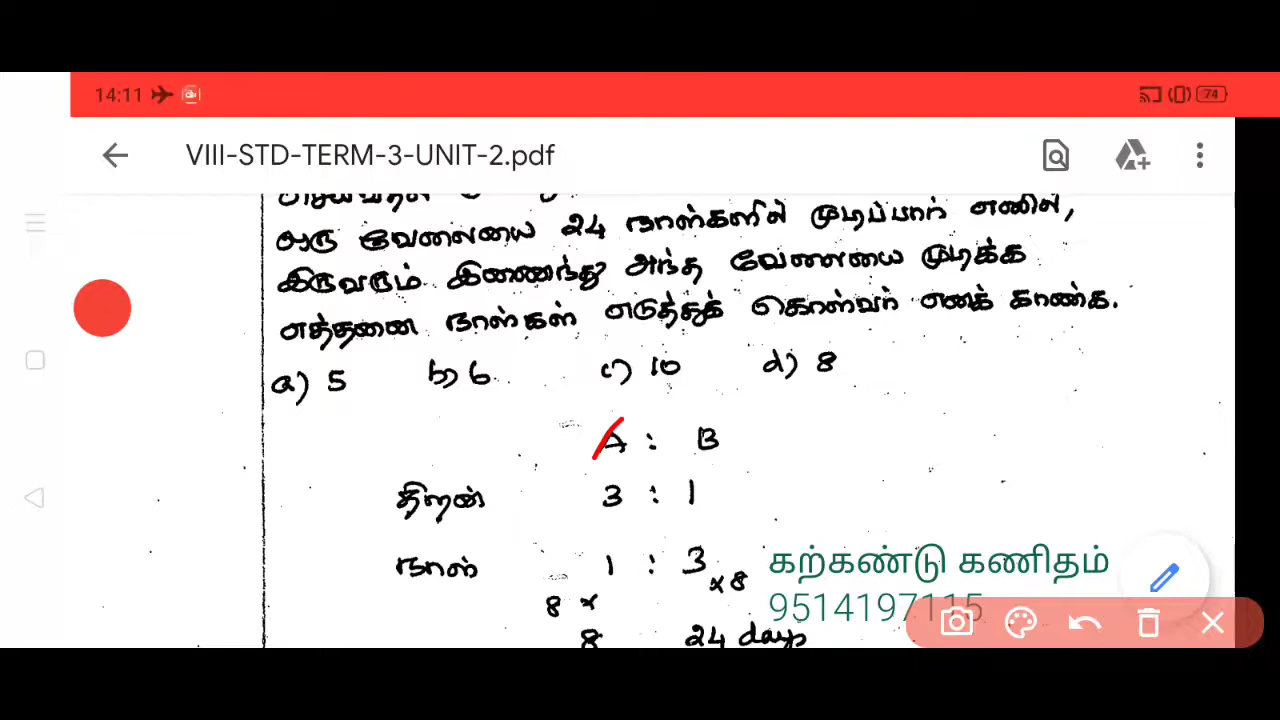 14:11
74
VIII-STD-TERM-3-UNIT-2.pdf
ஒரு வேலையை 24 நாள்களில் முடிப்பார் எனில்,
இருவரும் இணைந்து அந்த வேலையை முடிக்க
எத்தனை நாள்கள் எடுத்துக் கொள்வர் எனக் காண்க.
a) 5 b) 6 c) 10 d) 8
A : B
திறன் 3 : 1
நாள் 1 : 3 x 8
8 x
8 24 days
கற்கண்டு கணிதம்
9514197115